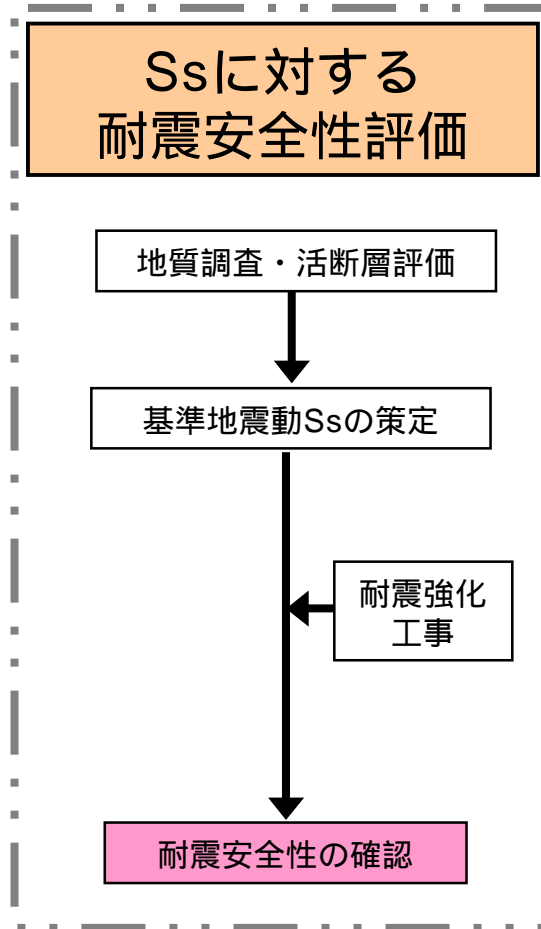 Ssに対する
耐震安全性評価
地質調査・活断層評価
基準地震動Ssの策定
耐震強化
工事
耐震安全性の確認